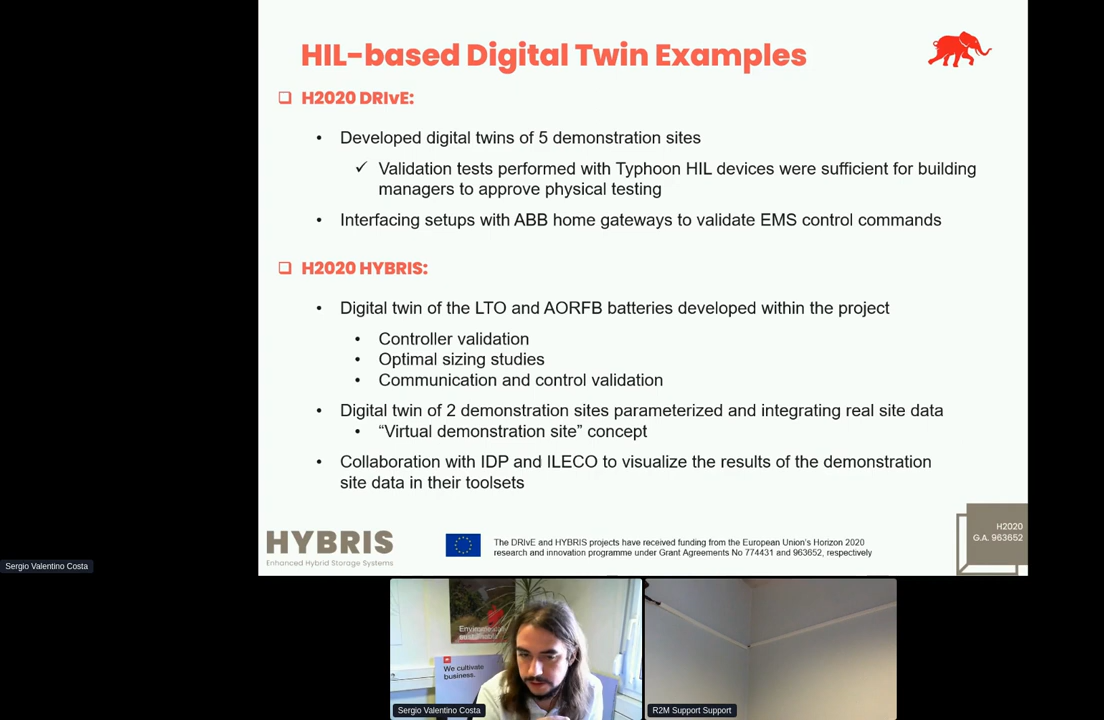 HIL-based Digital Twin Examples
❑ H2020 DRIvE:
• Developed digital twins of 5 demonstration sites
✓ Validation tests performed with Typhoon HIL devices were sufficient for building
managers to approve physical testing
• Interfacing setups with ABB home gateways to validate EMS control commands
❑ H2020 HYBRIS:
• Digital twin of the LTO and AORFB batteries developed within the project
• Controller validation
• Optimal sizing studies
• Communication and control validation
• Digital twin of 2 demonstration sites parameterized and integrating real site data
• “Virtual demonstration site” concept
• Collaboration with IDP and ILECO to visualize the results of the demonstration
site data in their toolsets
HYBRIS
Enhanced Hybrid Storage Systems
The DRIvE and HYBRIS projects have received funding from the European Union's Horizon 2020
research and innovation programme under Grant Agreements No 774431 and 963652, respectively
H2020
G.A. 963652
Sergio Valentino Costa
We cultivate
business.
Sergio Valentino Costa
R2M Support Support